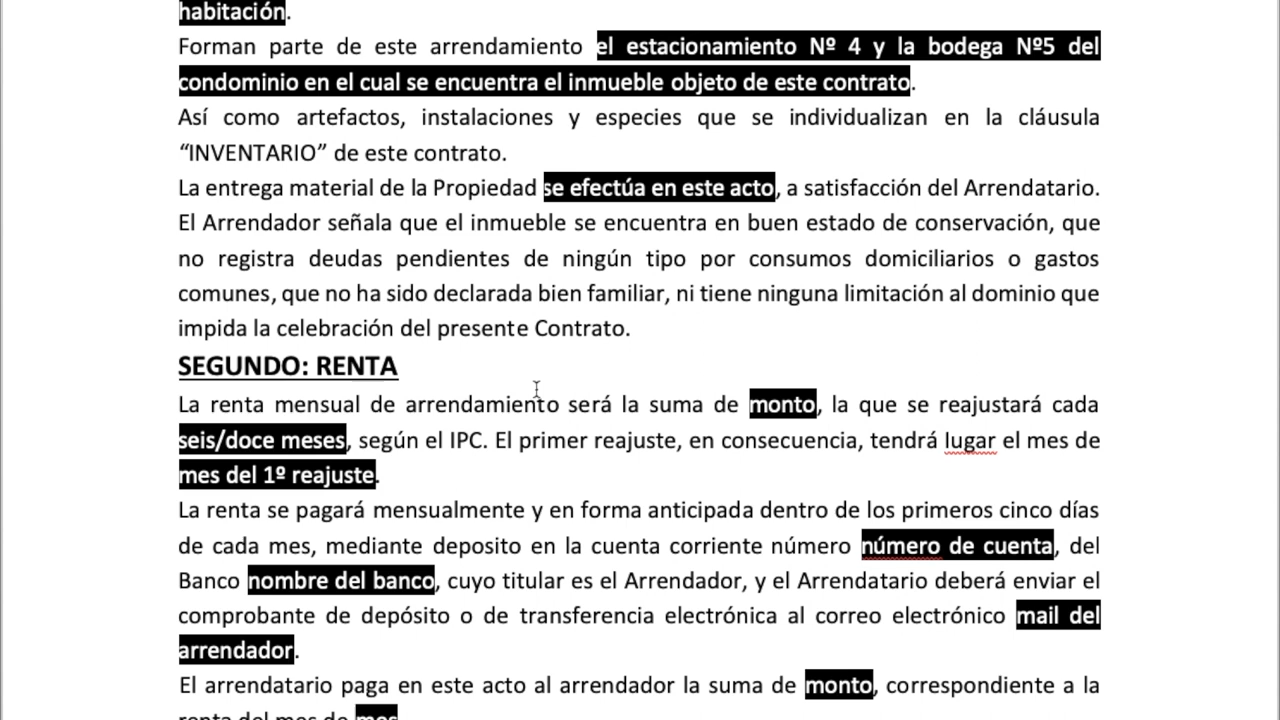 habitación.
Forman parte de este arrendamiento el estacionamiento Nº 4 y la bodega Nº5 del
condominio en el cual se encuentra el inmueble objeto de este contrato.
Así como artefactos, instalaciones y especies que se individualizan en la cláusula
“INVENTARIO” de este contrato.
La entrega material de la Propiedad se efectúa en este acto, a satisfacción del Arrendatario.
El Arrendador señala que el inmueble se encuentra en buen estado de conservación, que
no registra deudas pendientes de ningún tipo por consumos domiciliarios o gastos
comunes, que no ha sido declarada bien familiar, ni tiene ninguna limitación al dominio que
impida la celebración del presente Contrato.
SEGUNDO: RENTA
La renta mensual de arrendamiento será la suma de monto, la que se reajustará cada
seis/doce meses, según el IPC. El primer reajuste, en consecuencia, tendrá lugar el mes de
mes del 1º reajuste.
La renta se pagará mensualmente y en forma anticipada dentro de los primeros cinco días
de cada mes, mediante deposito en la cuenta corriente número número de cuenta, del
Banco nombre del banco, cuyo titular es el Arrendador, y el Arrendatario deberá enviar el
comprobante de depósito o de transferencia electrónica al correo electrónico mail del
arrendador.
El arrendatario paga en este acto al arrendador la suma de monto, correspondiente a la
renta del mes de mes